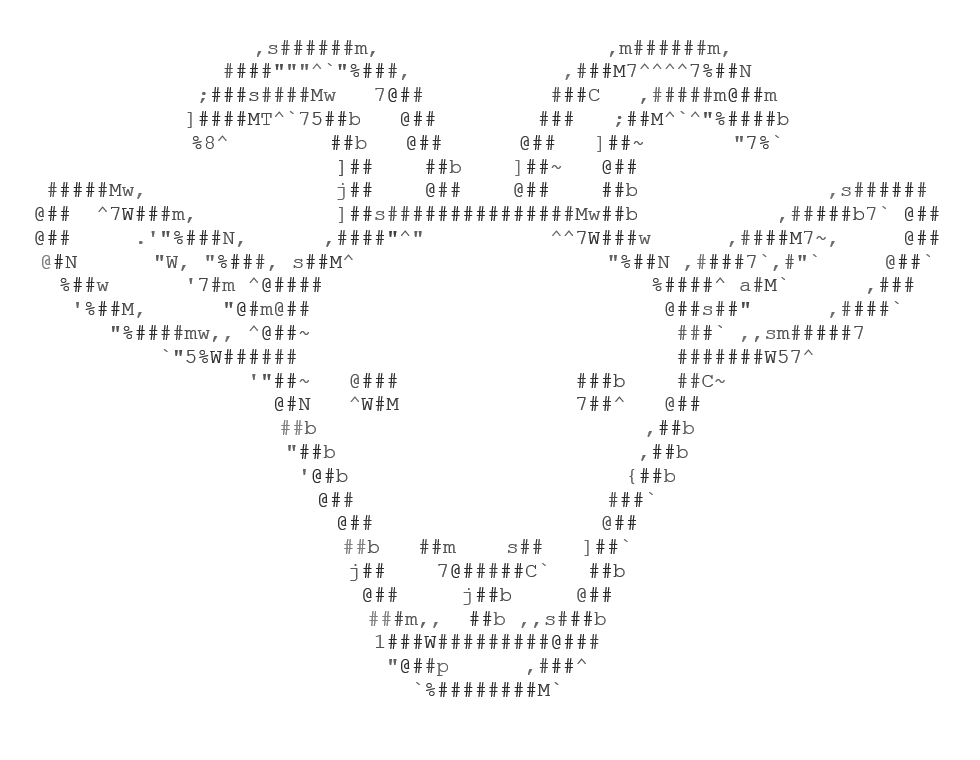 ,s######m,                                    ,m######m,
####"""^`"%###,                         ,###M7^^^^7%##N
;###s####Mw   7@##                    ###C   ,#####m@##m
]####MT^`75##b   @##                ###   ;##M^`^"%####b
%8^                ##b   @##            @##   ]##~              "7%`
]##    ##b    ]##~   @##
#####Mw,                              j##    @##    @##    ##b                              ,s######
@##  ^7W###m,                      ]##s###############Mw##b                      ,#####b7` @##
@##     .'"%###N,            ,####"^"                    ^^7W###w            ,####M7~,          @##
@#N            "W, "%###, s##M^                                        "%##N ,####7`,#"`          @##`
%##w            '7#m ^@####                                                    %####^ a#M`            ,###
'%##M,            "@#m@##                                                        @##s##"            ,####`
"%####mw,, ^@##~                                                          ###` ,,sm#####7
`"5%W######                                                            #######W57^
'"##~   @###                            ###b        ##C~
@#N   ^W#M                            7##^   @##
##b                                                    ,##b
"##b                                                ,##b
'@#b                                            {##b
@##                                        ###`
@##                                    @##
##b   ##m    s##   ]##`
j##    7@#####C`   ##b
@##     j##b     @##
###m,,  ##b ,,s###b
1###W#########@###
"@##p      ,###^
`%########M`